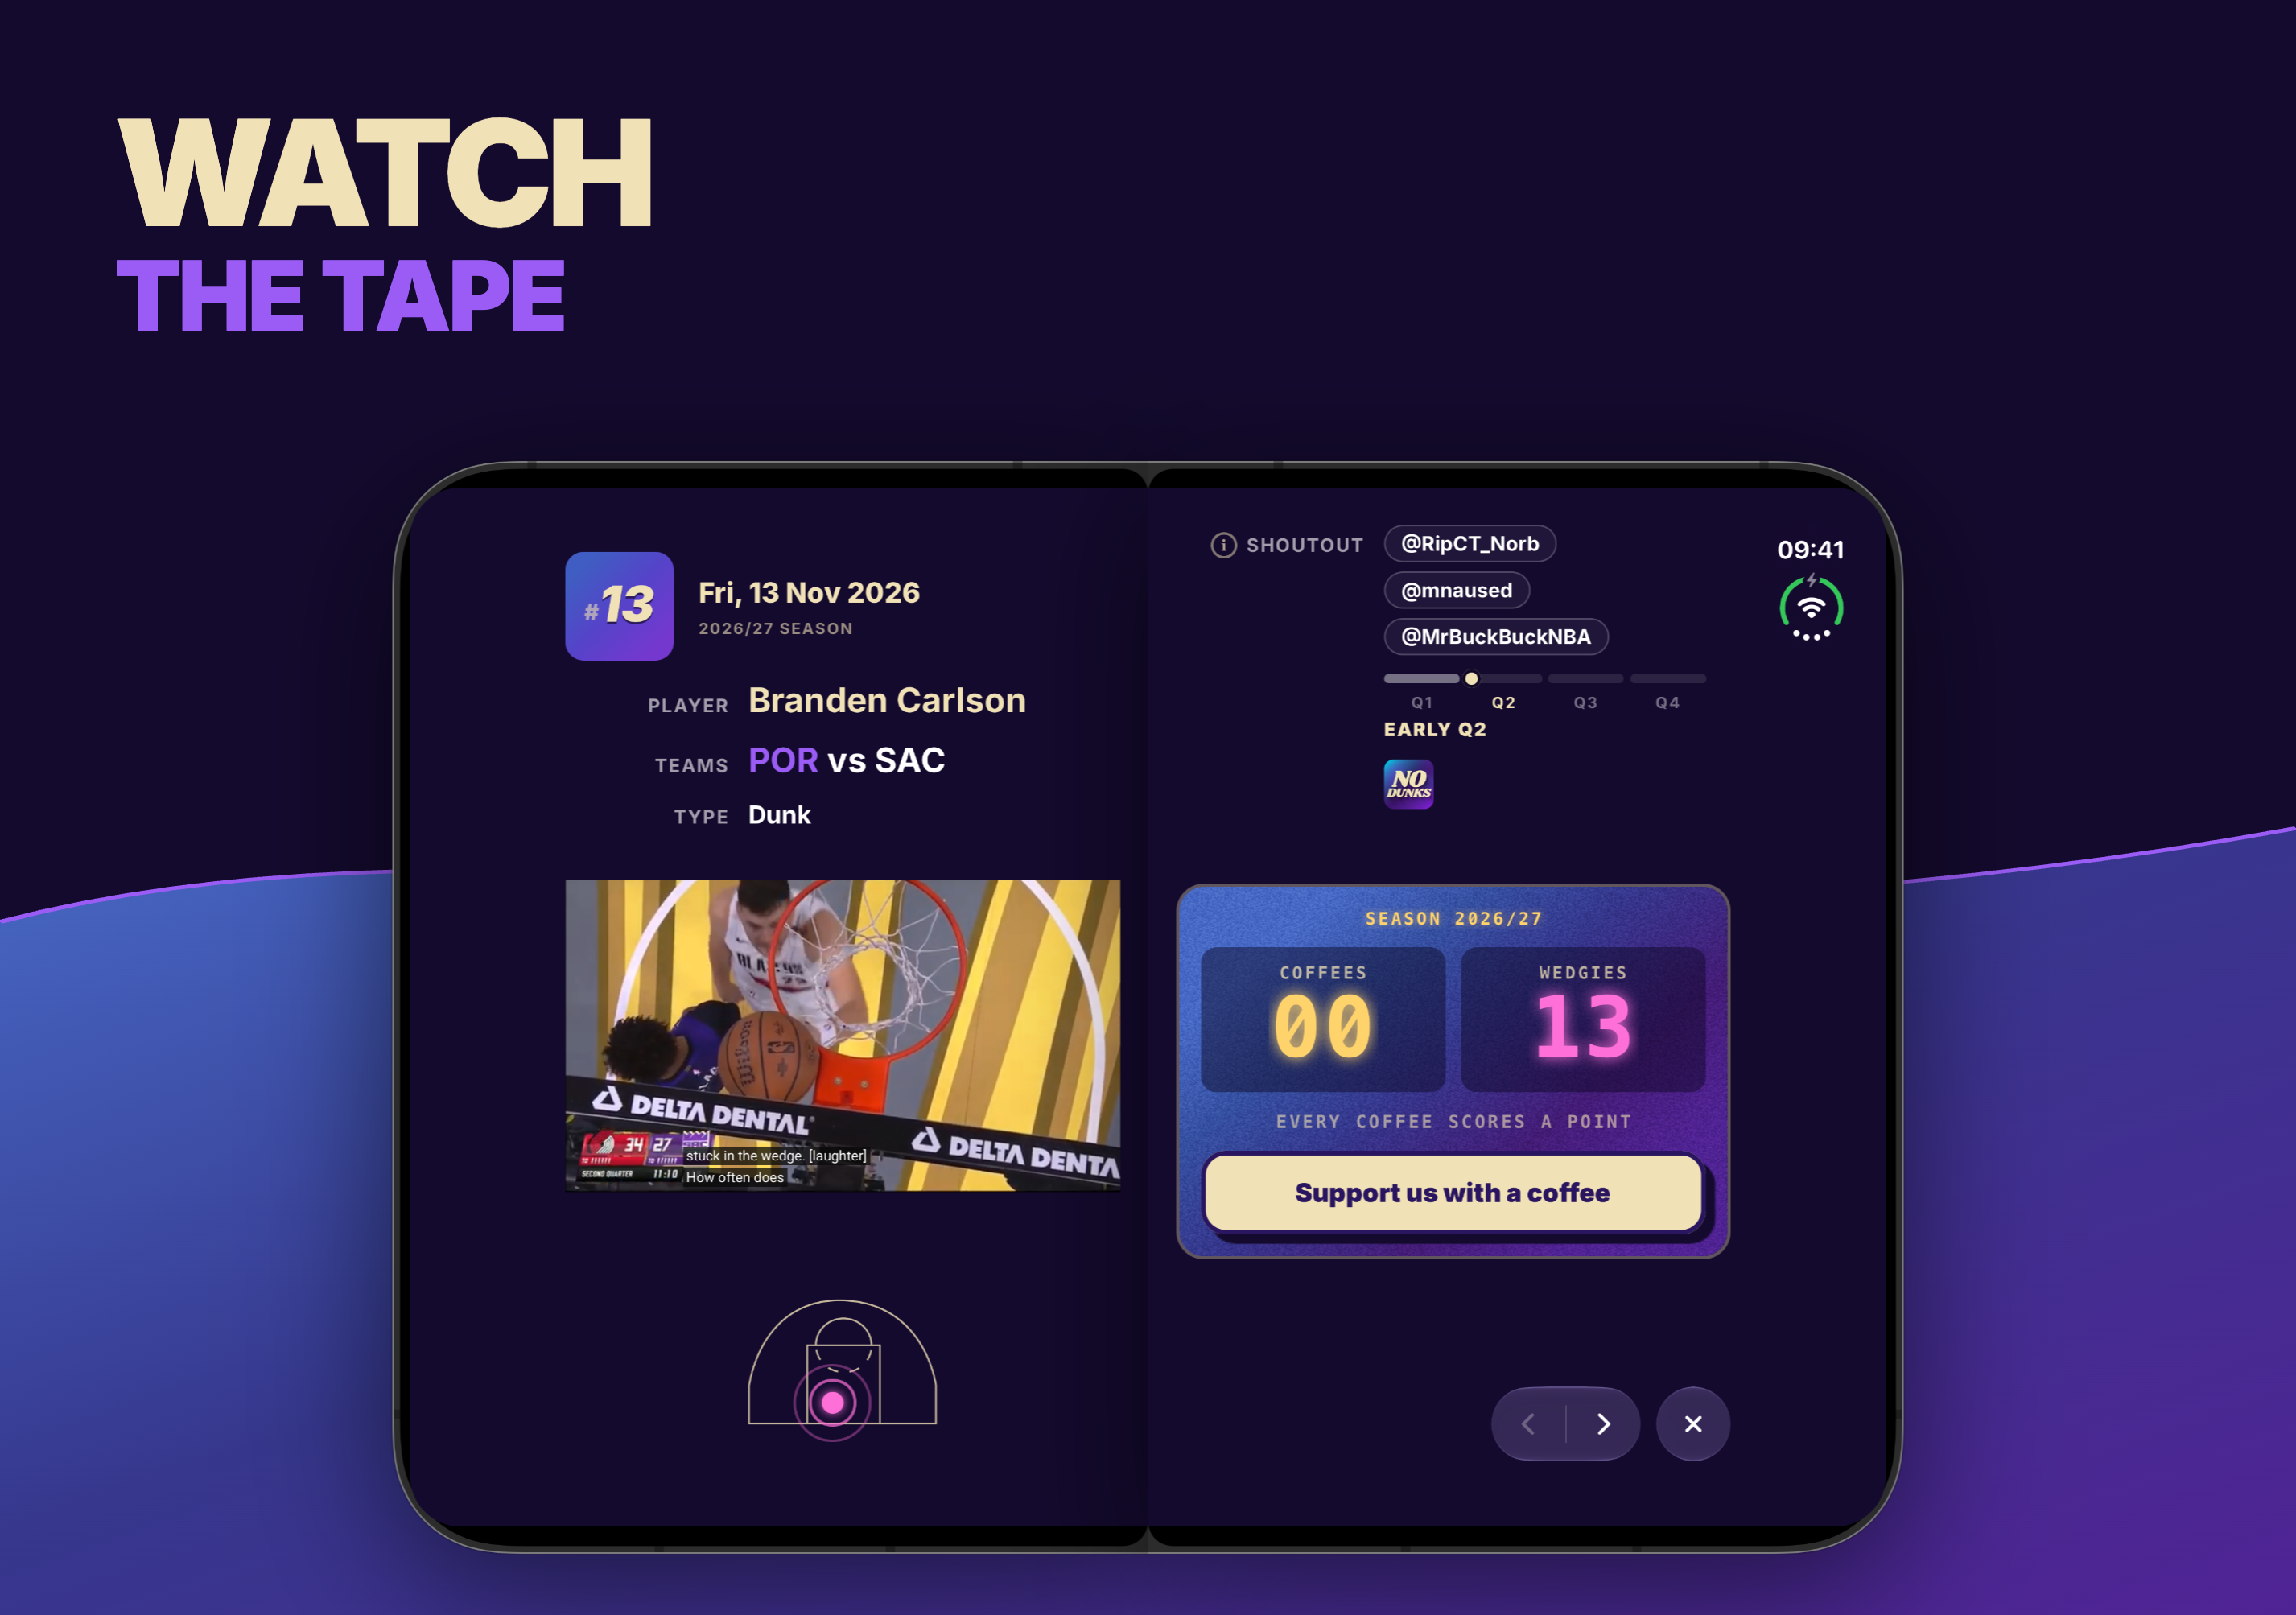 WATCH
THE TAPE
#13
Fri, 13 Nov 2026
2026/27 SEASON
PLAYER Branden Carlson
TEAMS POR vs SAC
TYPE Dunk
Wilson
DELTA DENTAL
DELTA DENTA
34 27
SECOND QUARTER 11:10
stuck in the wedge. [laughter]
How often does
i SHOUTOUT @RipCT_Norb
@mnaused
@MrBuckBuckNBA
Q1 Q2 Q3 Q4
EARLY Q2
NO
DUNKS
09:41
SEASON 2026/27
COFFEES WEDGIES
00 13
EVERY COFFEE SCORES A POINT
Support us with a coffee